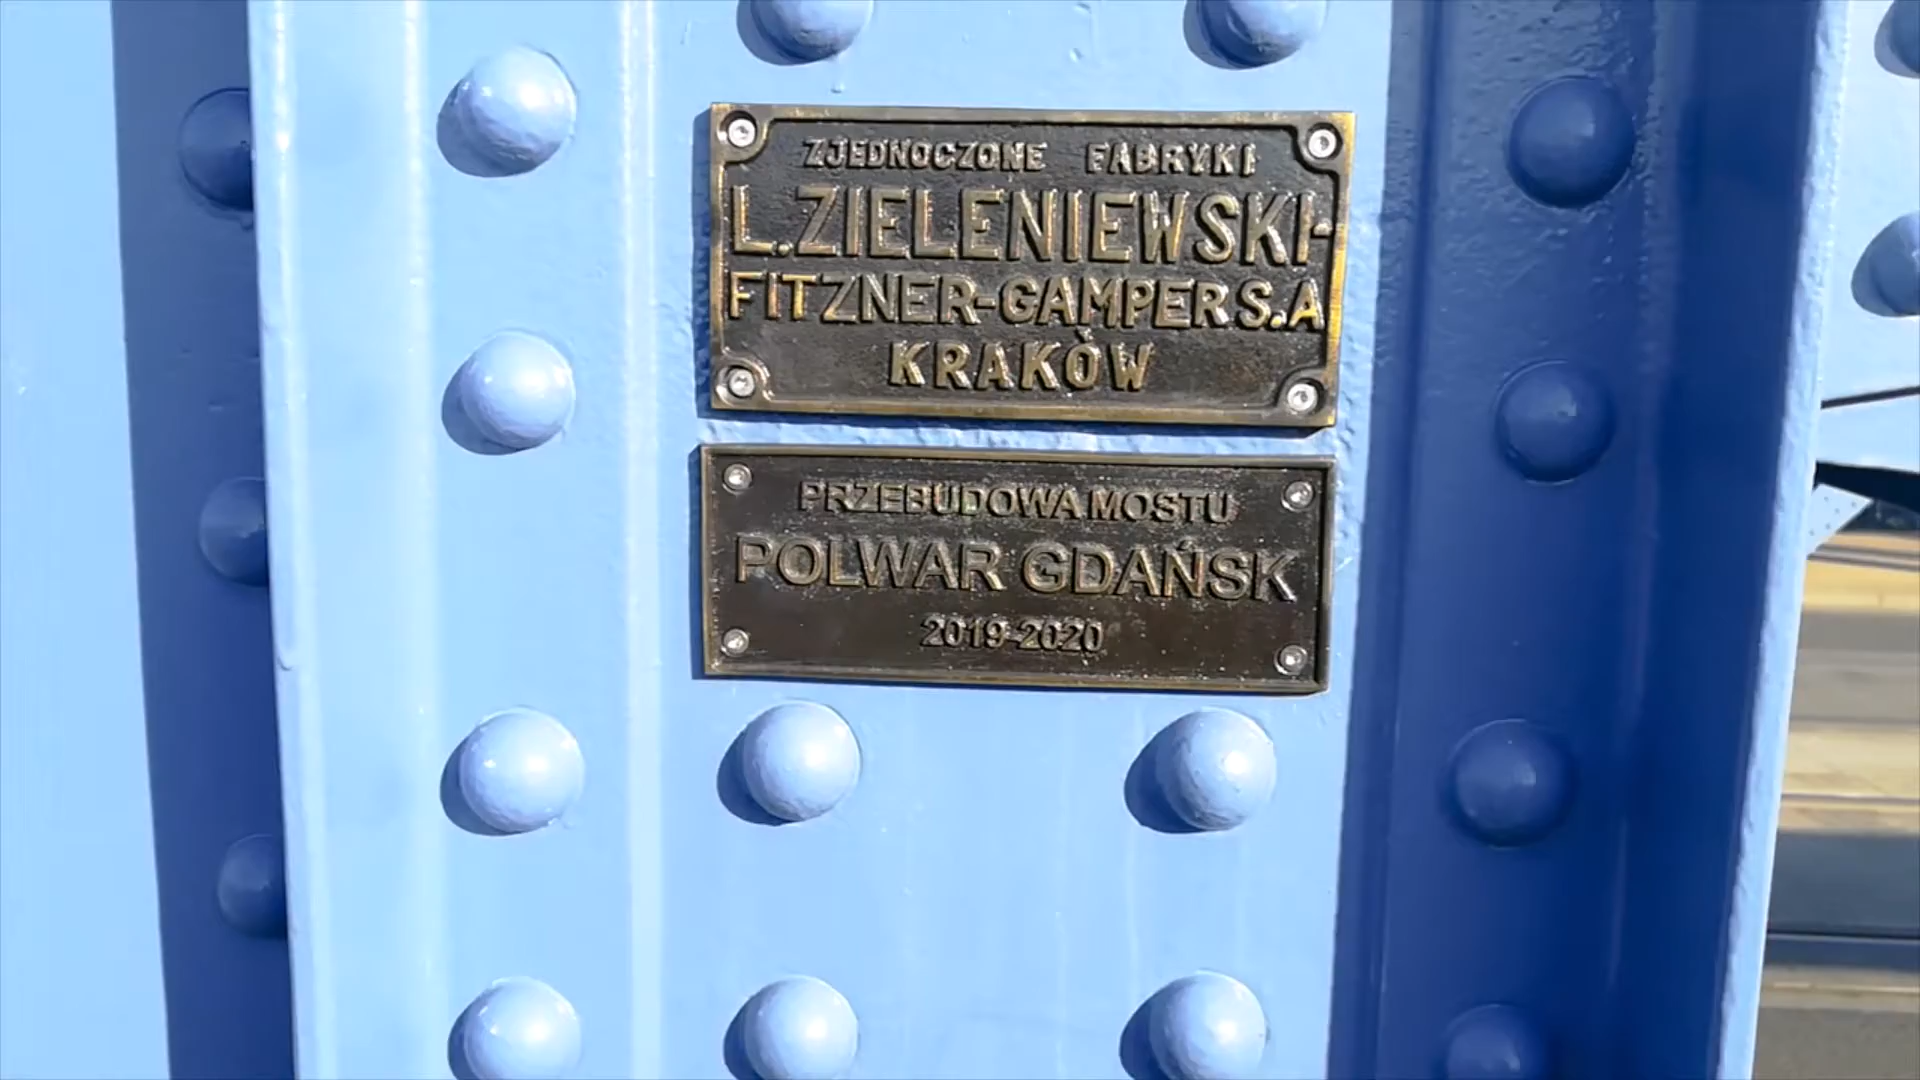 ZJEDNOCZONE FABRYKI
L.ZIELENIEWSKI-
FITZNER-GAMPER S.A
KRAKÓW
PRZEBUDOWA MOSTU
POLWAR GDAŃSK
2019-2020